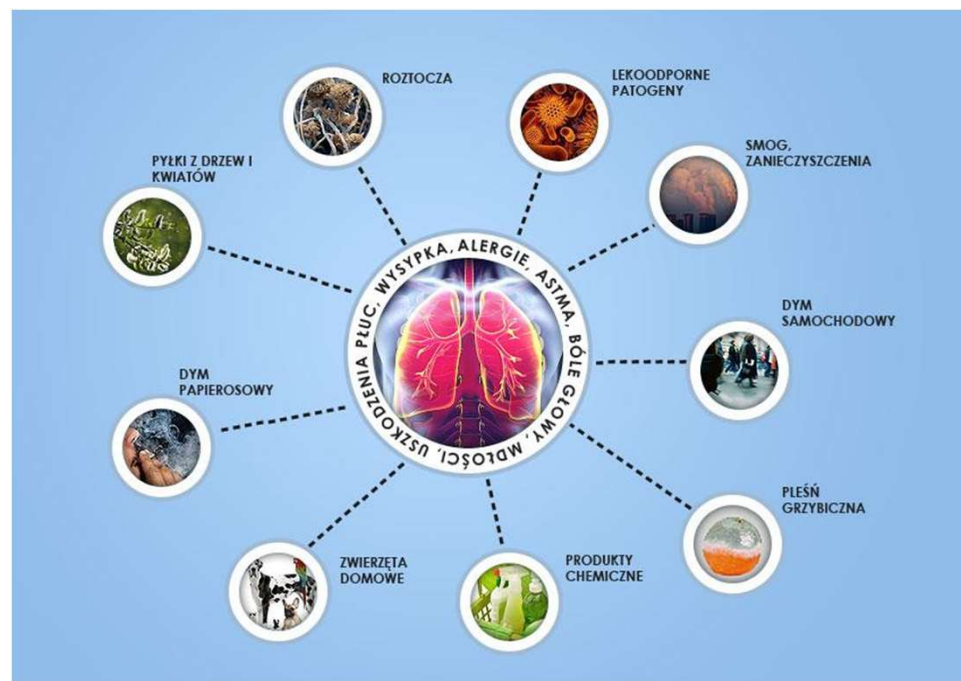 ROZTOCZA
LEKOODPORNE
PATOGENY
SMOG,
ZANIECZYSZCZENIA
PYŁKI Z DRZEW I
KWIATÓW
USZKODZENIA PŁUC, WYSYPKA, ALERGIE, ASTMA, BÓLE GŁOWY, MDŁOŚCI,
DYM
SAMOCHODOWY
DYM
PAPIEROSOWY
PLEŚŃ
GRZYBICZNA
ZWIERZĘTA
DOMOWE
PRODUKTY
CHEMICZNE